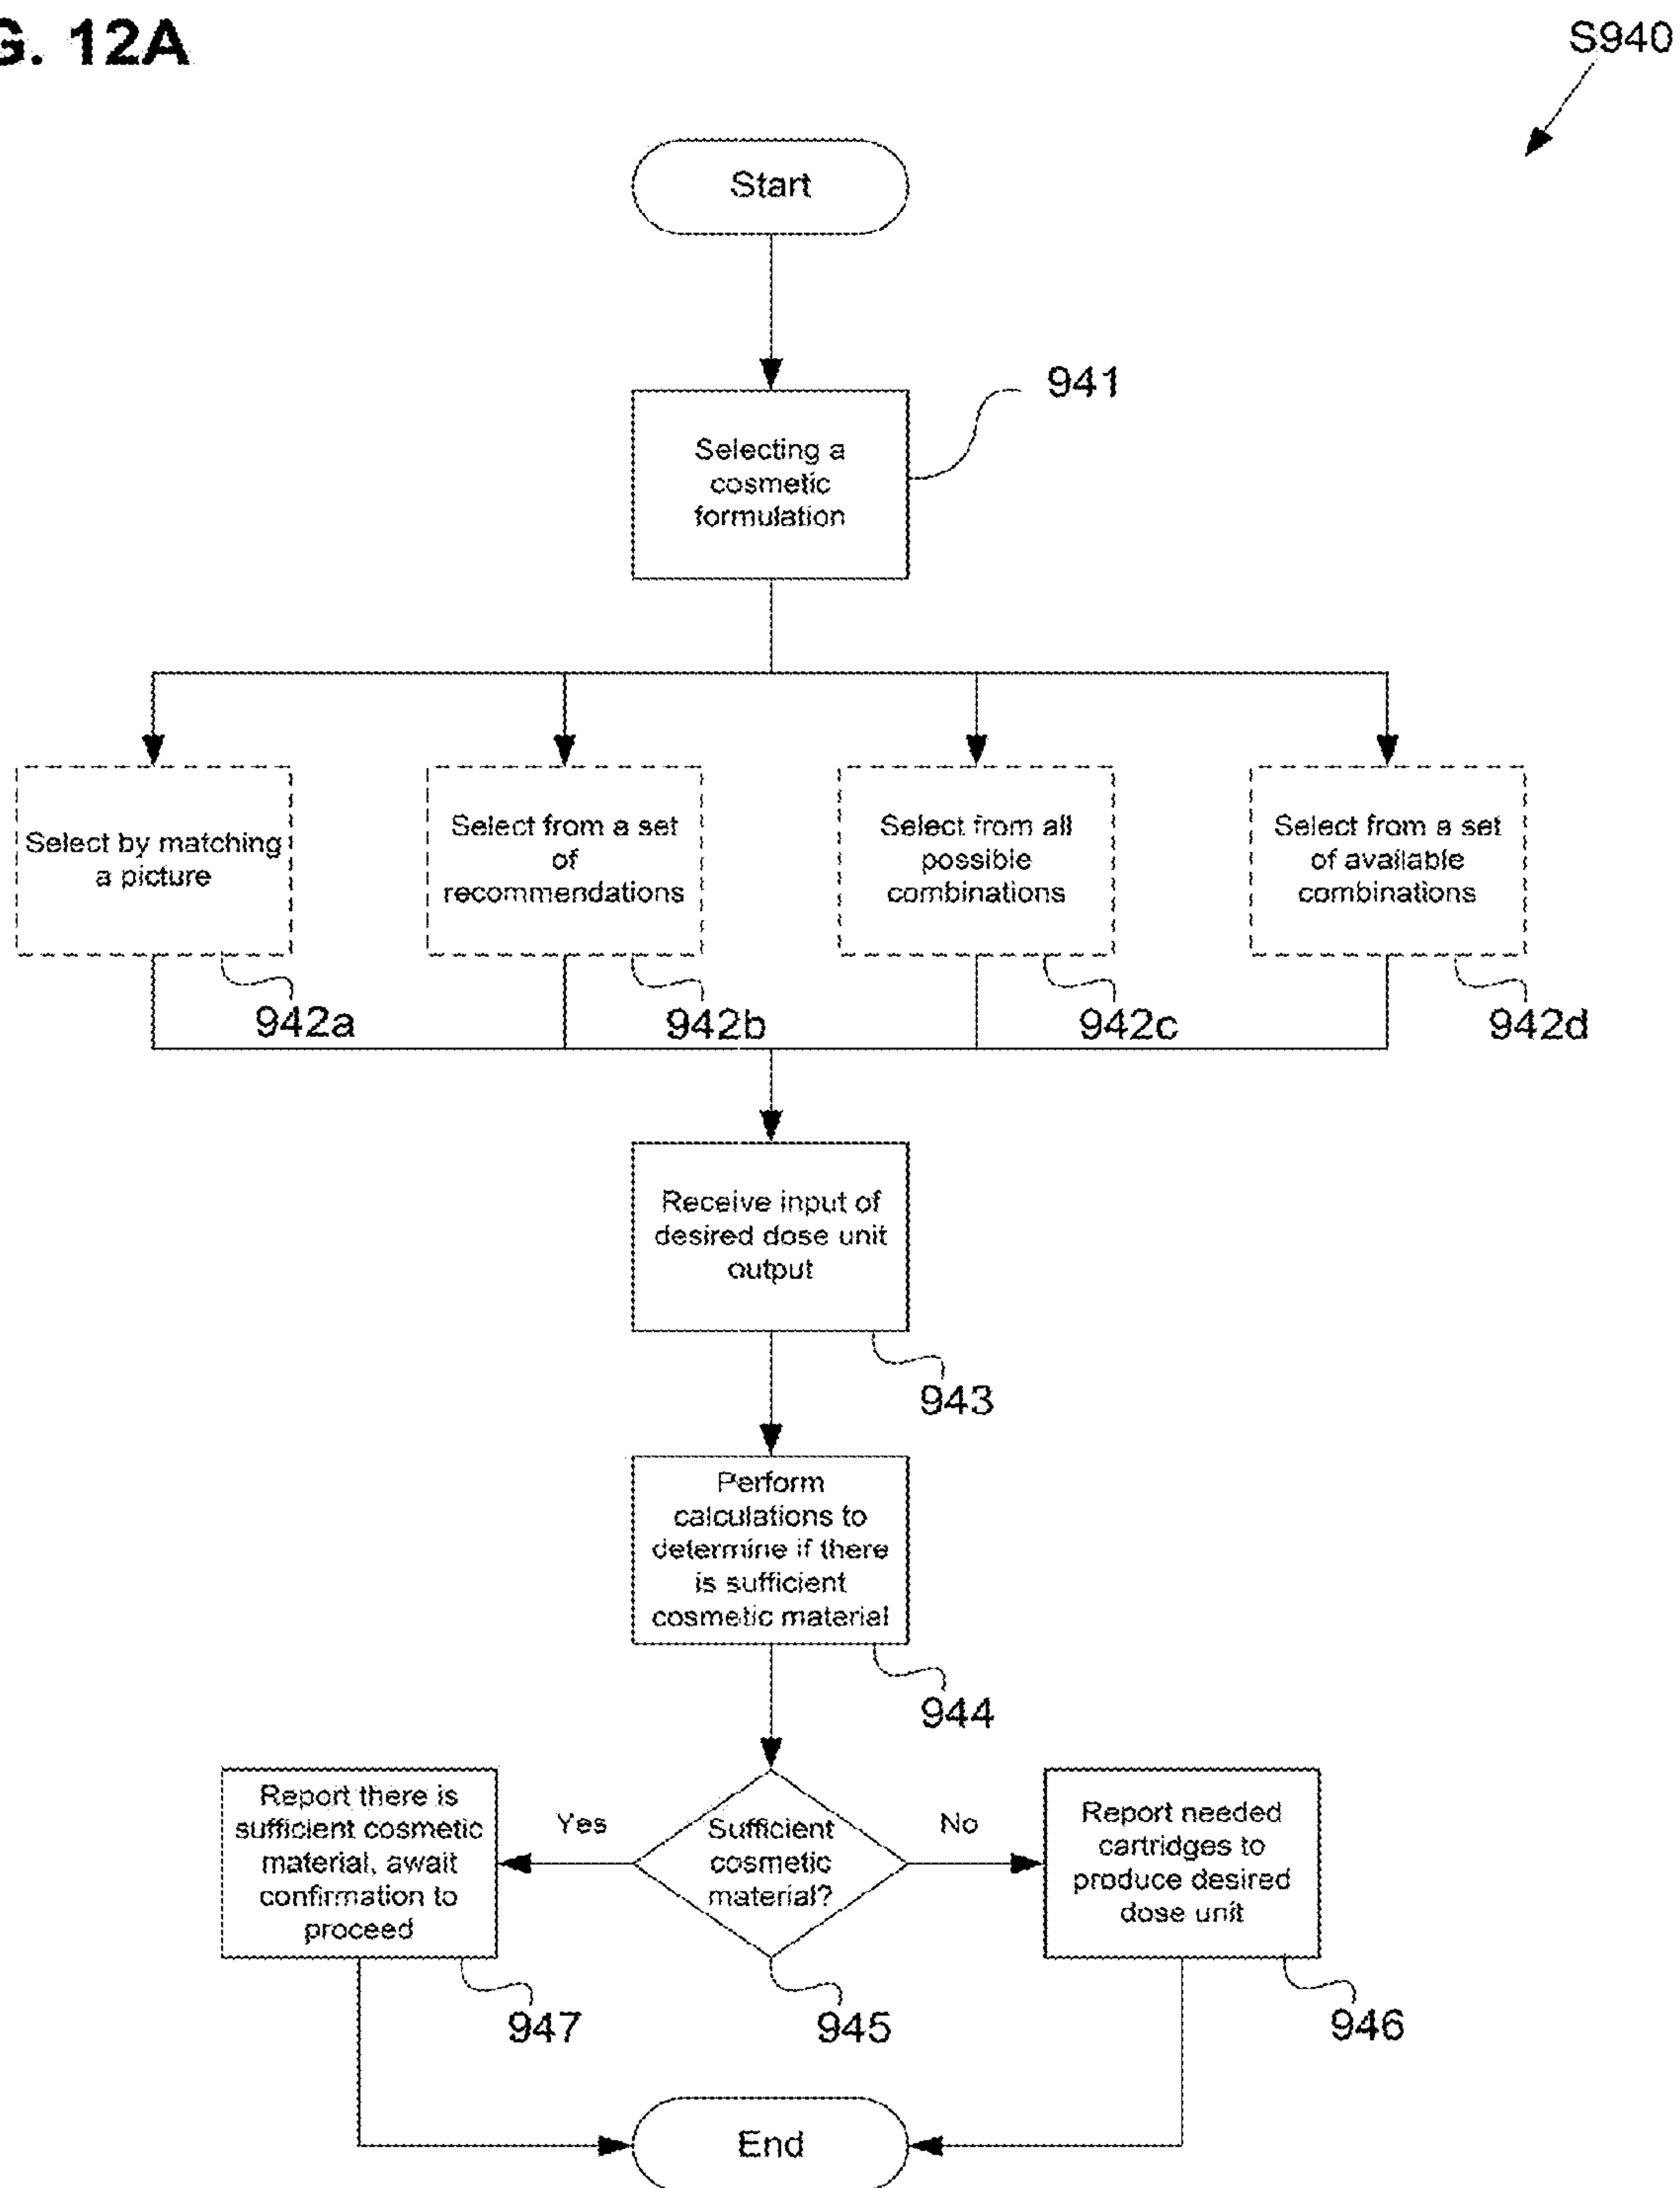 G. 12A
S940
Start
941
Selecting a
cosmetic
formulation
Select by matching
a picture
942a
Select from a set
of
recommendations
942b
Select from all
possible
combinations
942c
Select from a set
of available
combinations
942d
Receive input of
desired dose unit
output
943
Perform
calculations to
determine if there
is sufficient
cosmetic material
944
Report there is
sufficient cosmetic
material, await
confirmation to
proceed
947
Yes
Sufficient
cosmetic
material?
945
No
Report needed
cartridges to
produce desired
dose unit
946
End